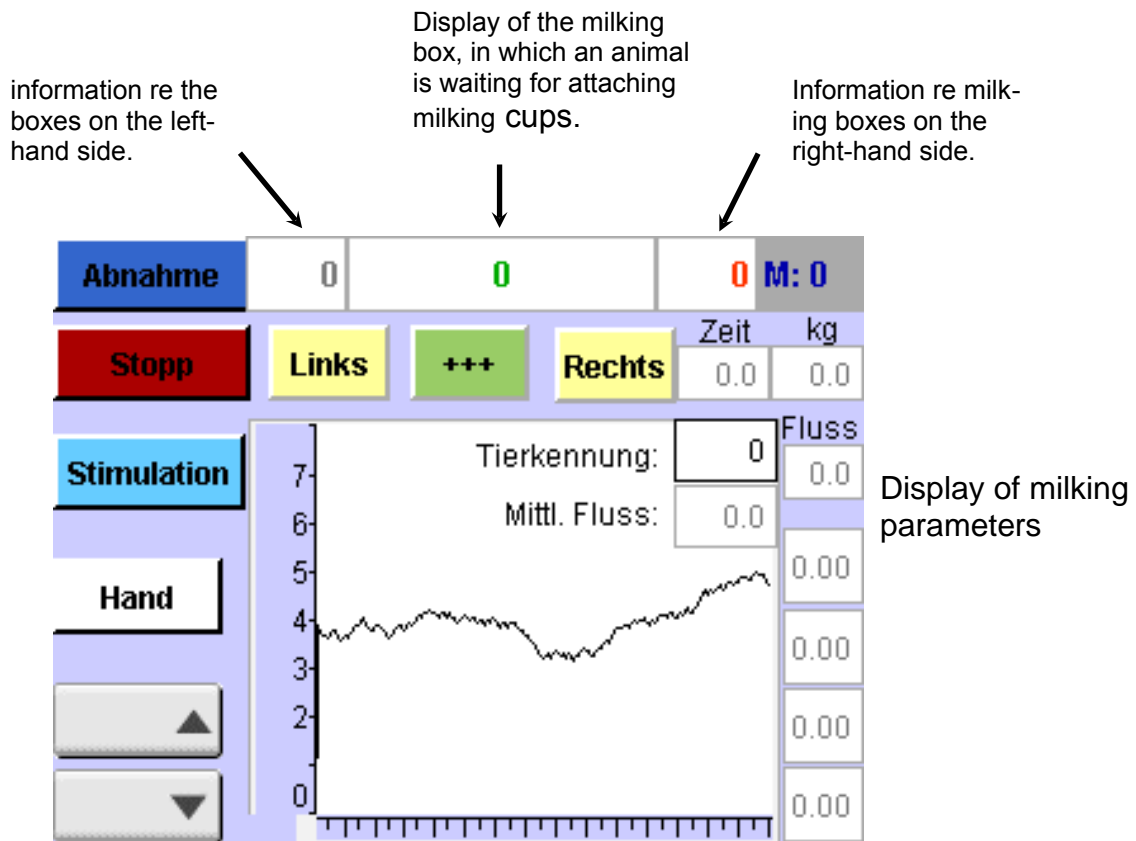 Display of the milking
box, in which an animal
is waiting for attaching
milking cups.
information re the
boxes on the left-
hand side.
Information re milk-
ing boxes on the
right-hand side.
Abnahme 0 0 0 M: 0
Stopp Links +++ Rechts Zeit kg
0.0 0.0
Stimulation
Tierkennung: 0
Mittl. Fluss: 0.0
Fluss
0.0
Display of milking
parameters
Hand
7
6
5
4
3
2
0
0.00
0.00
0.00
0.00